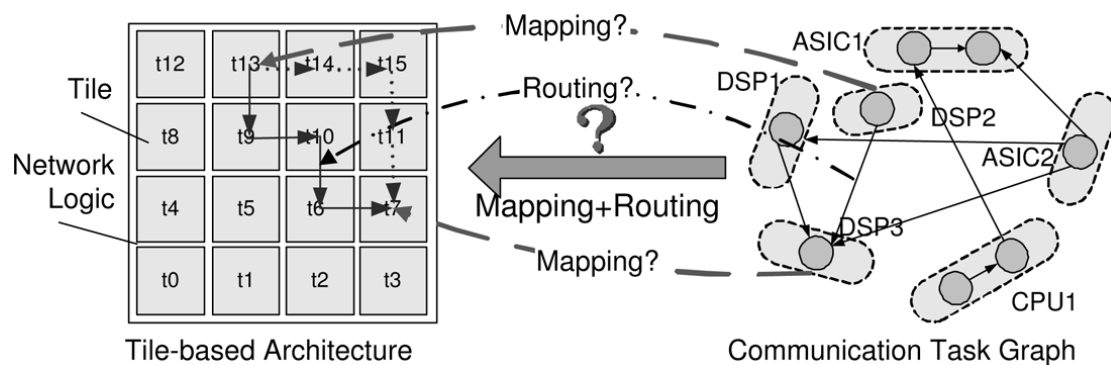 Mapping?
ASIC1
t12 t13 t14 t15
DSP1
Tile
Routing?
DSP2
t8 t9 t10 t11
ASIC2
Network
Logic
t4 t5 t6 t7
Mapping+Routing
DSP3
Mapping?
t0 t1 t2 t3
CPU1
Tile-based Architecture
Communication Task Graph
?